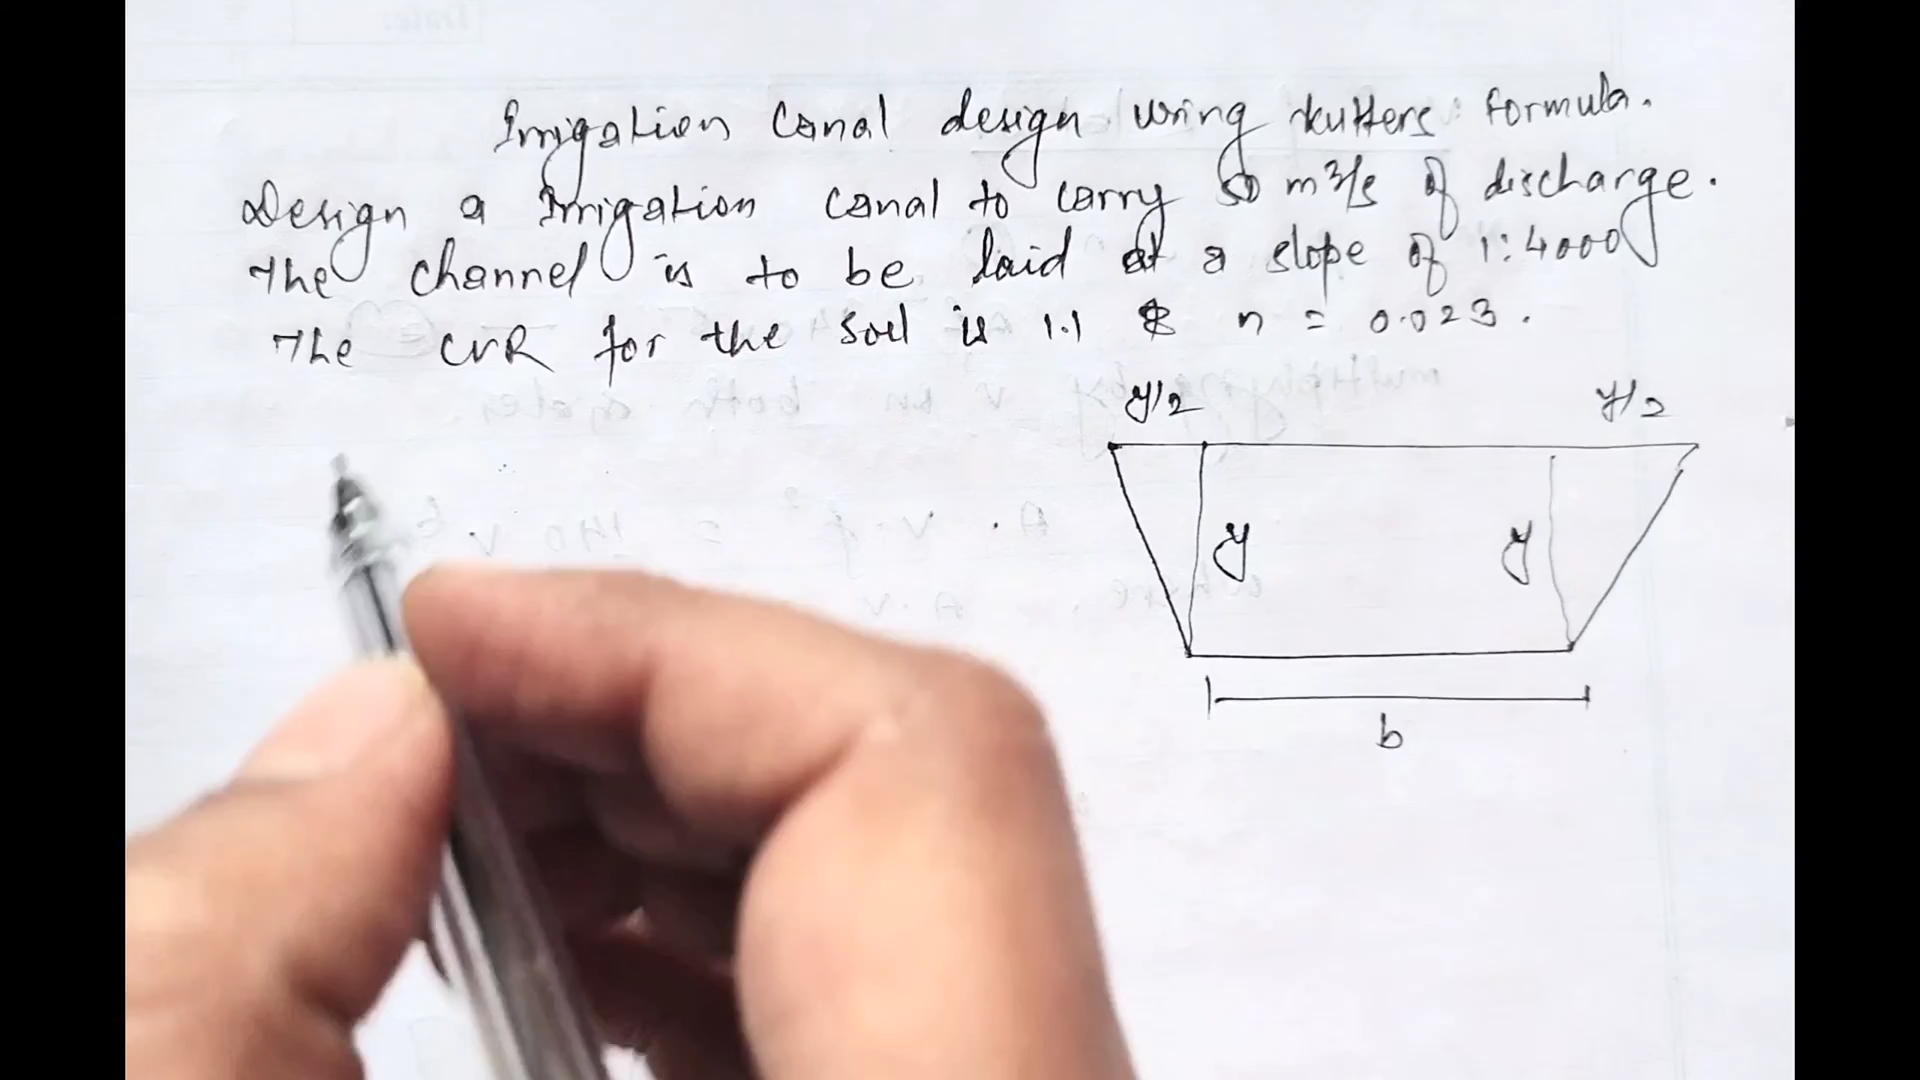 Irrigation Canal design using kutters formula.
Design a Irrigation canal to carry 50 m³/s of discharge.
The channel is to be laid at a slope of 1:4000
The CVR for the soil is 1.1 & n = 0.023.
y/2 y/2
y y
b